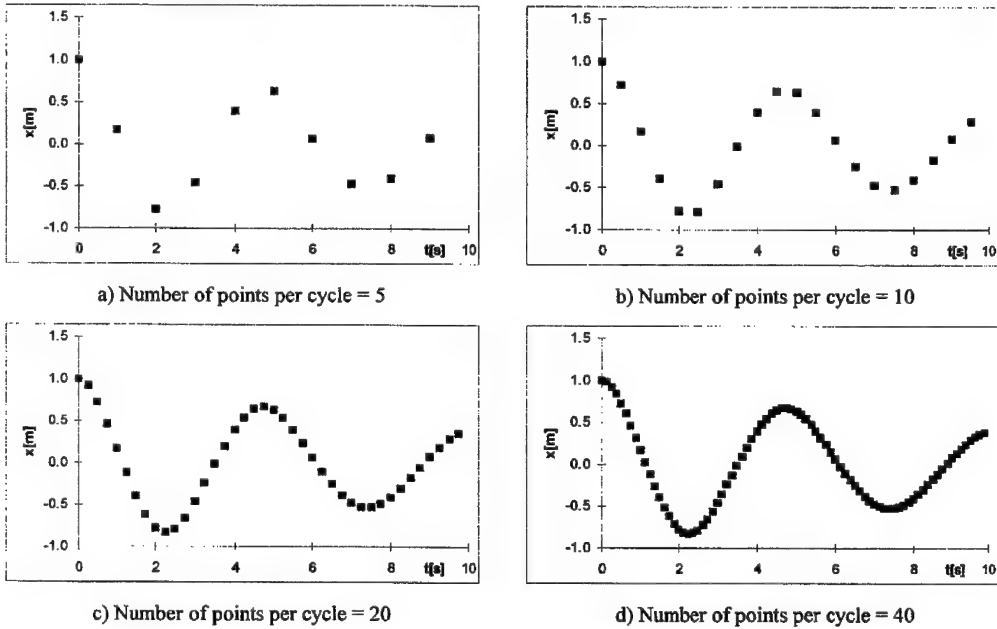 1.5
1.0
0.5
0.0
-0.5
-1.0
x[m]
0 2 4 6 8 t[s] 10
a) Number of points per cycle = 5
1.5
1.0
0.5
0.0
-0.5
-1.0
x[m]
0 2 4 6 8 t[s] 10
b) Number of points per cycle = 10
1.5
1.0
0.5
0.0
-0.5
-1.0
x[m]
0 2 4 6 8 t[s] 10
c) Number of points per cycle = 20
1.5
1.0
0.5
0.0
-0.5
-1.0
x[m]
0 2 4 6 8 t[s] 10
d) Number of points per cycle = 40